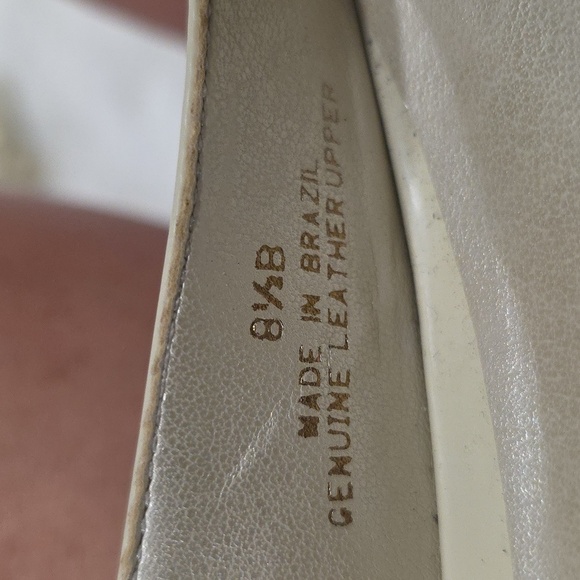 8½B
MADE IN BRAZIL
GENUINE LEATHER UPPER